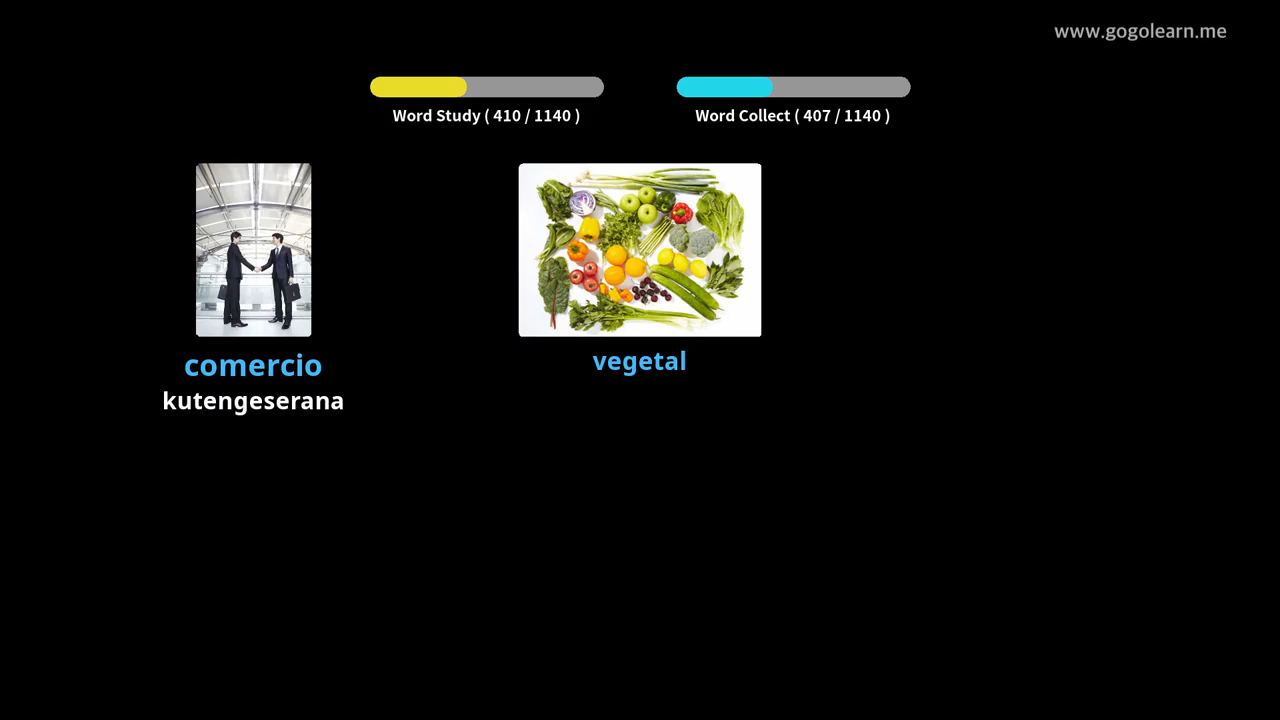 www.gogolearn.me
Word Study ( 410 / 1140 )
Word Collect ( 407 / 1140 )
comercio
kutengeserana
vegetal